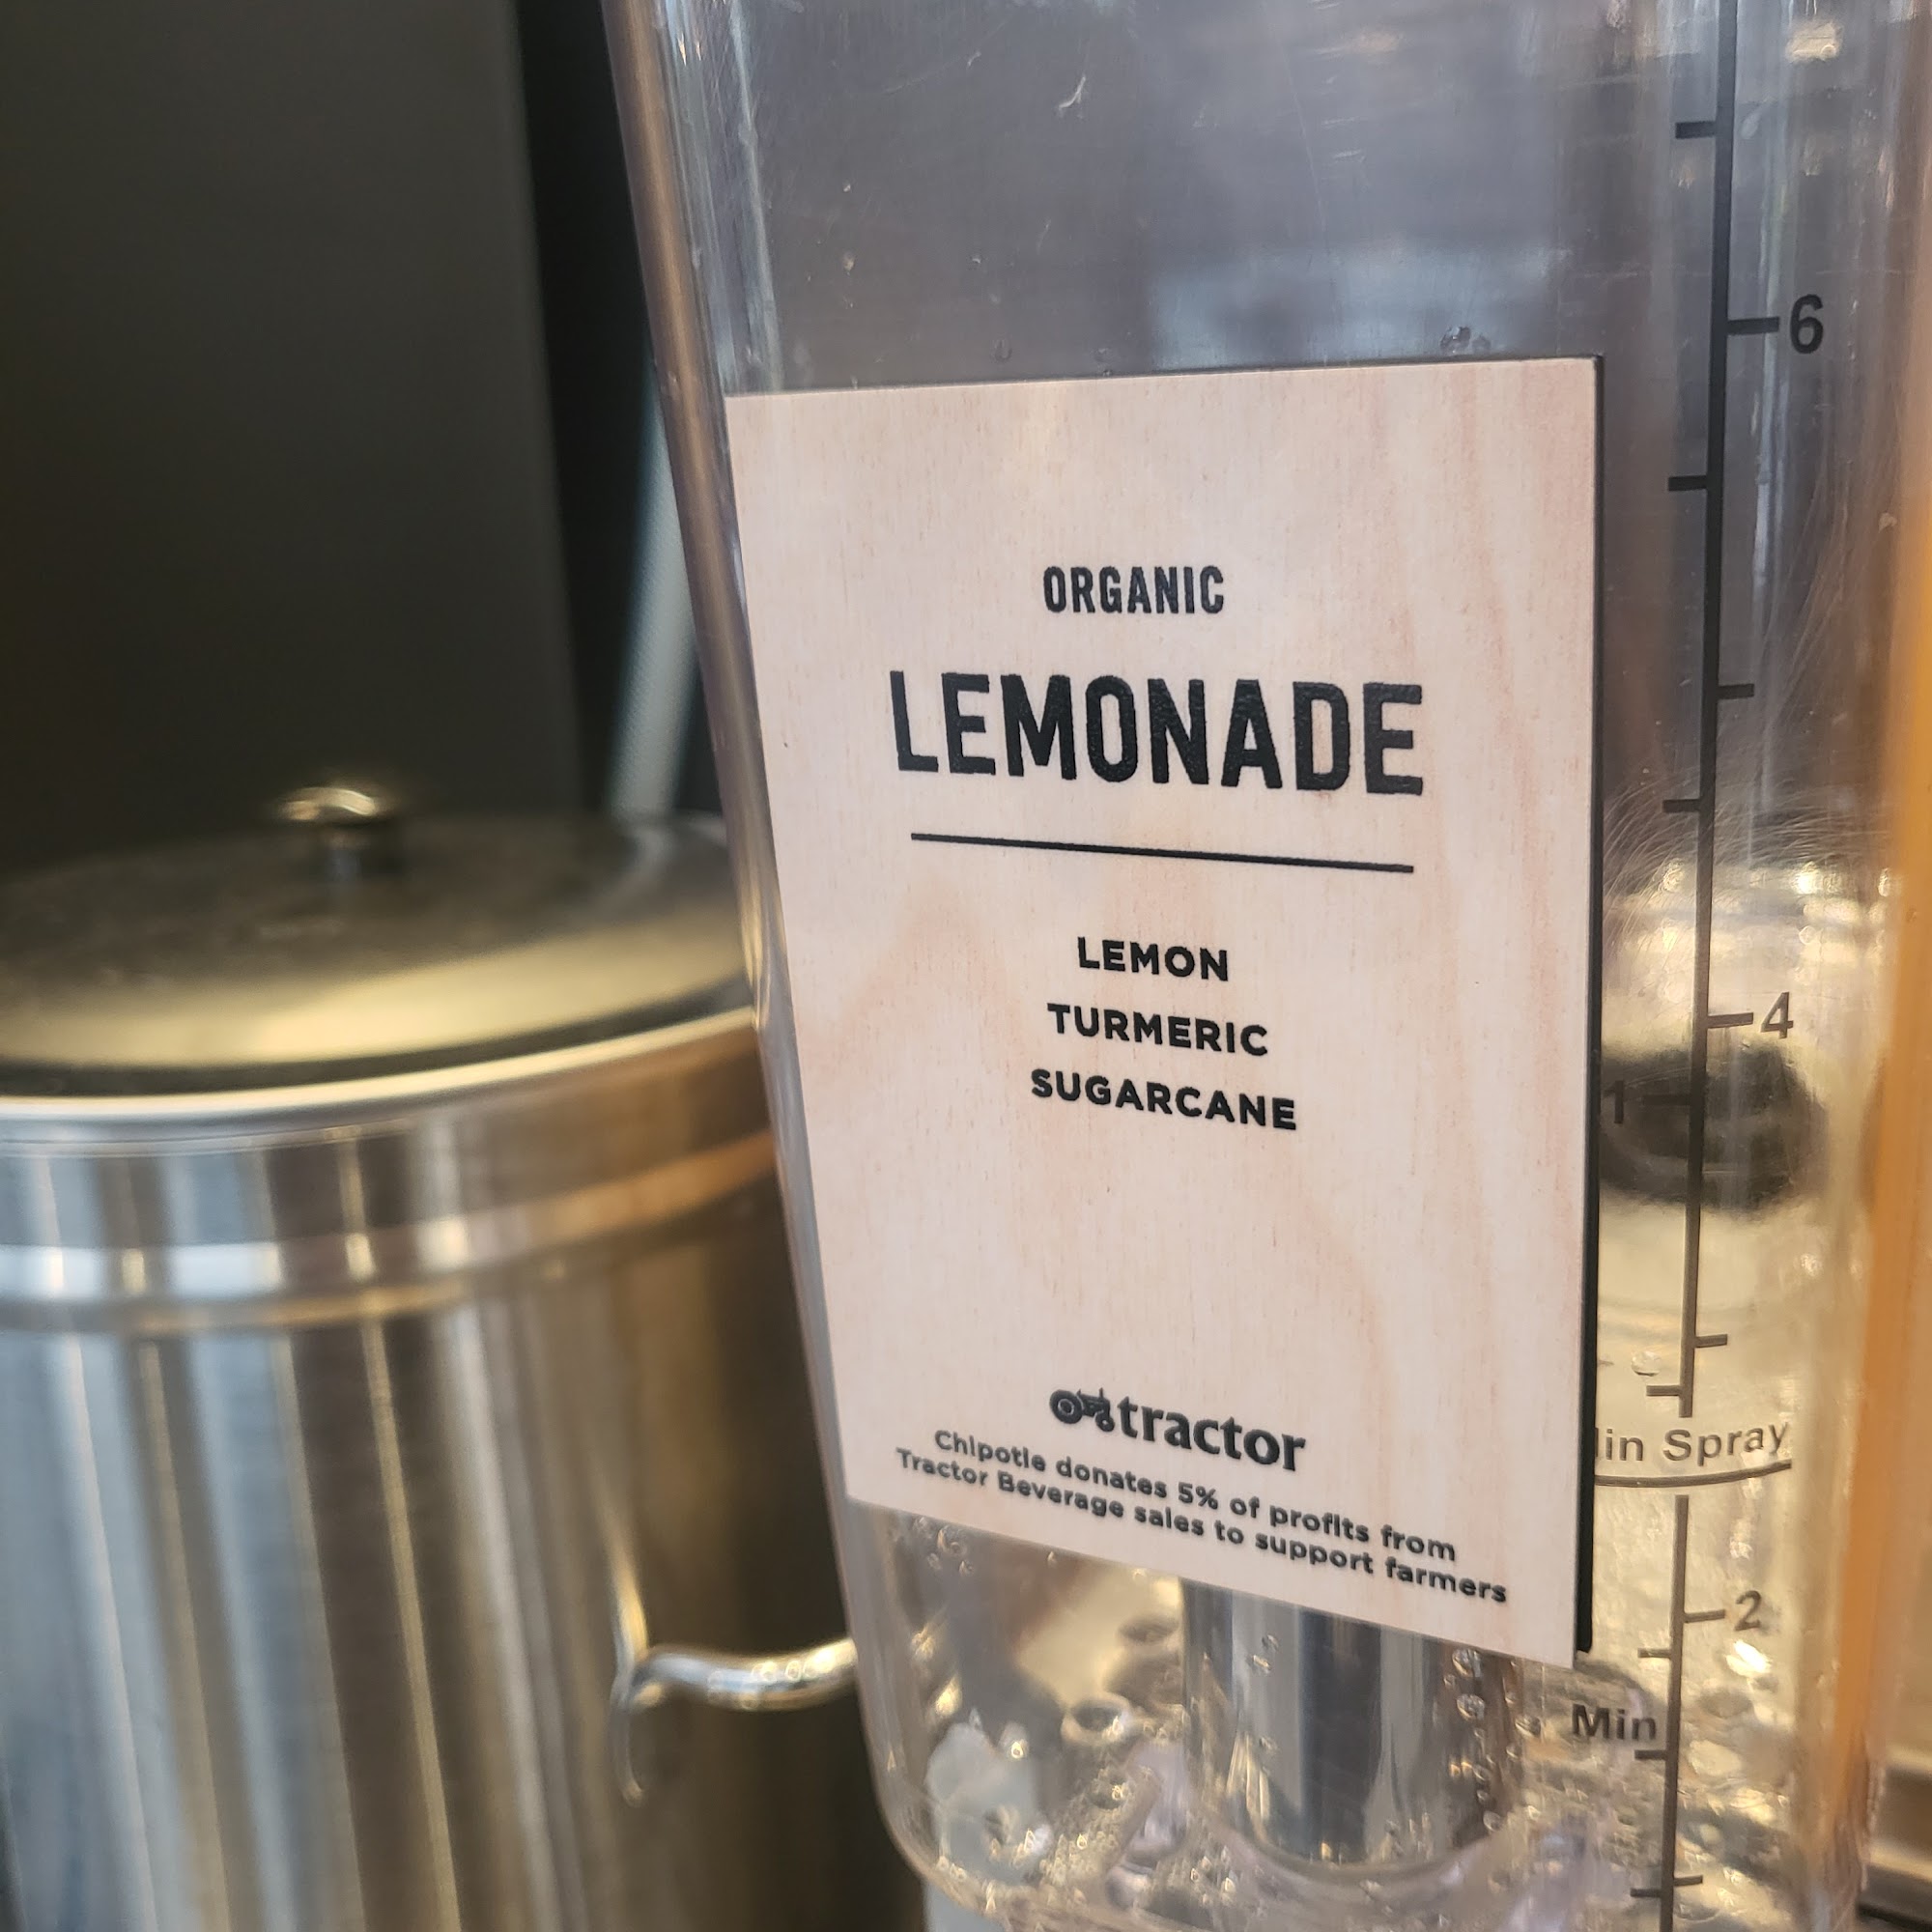 ORGANIC
LEMONADE
LEMON
TURMERIC
SUGARCANE
tractor
Chipotle donates 5% of profits from
Tractor Beverage sales to support farmers
6
4
1
Spray
2
Min